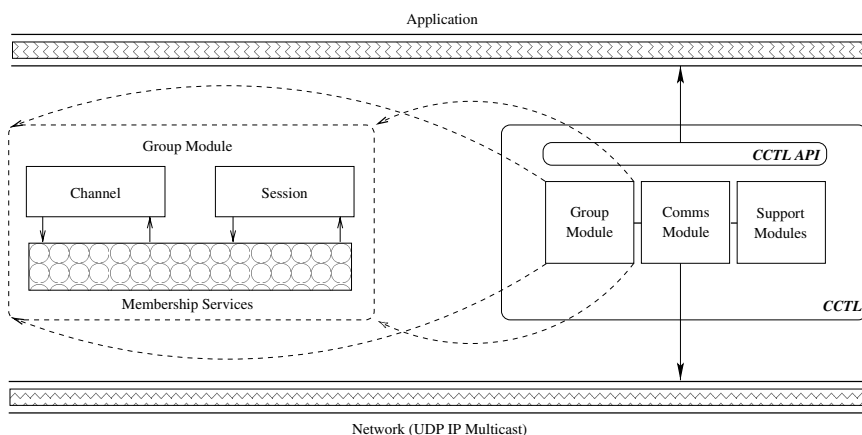 Application
Group Module
Channel
Session
Membership Services
CCTL API
Group
Module
Comms
Module
Support
Modules
CCTL
Network (UDP IP Multicast)